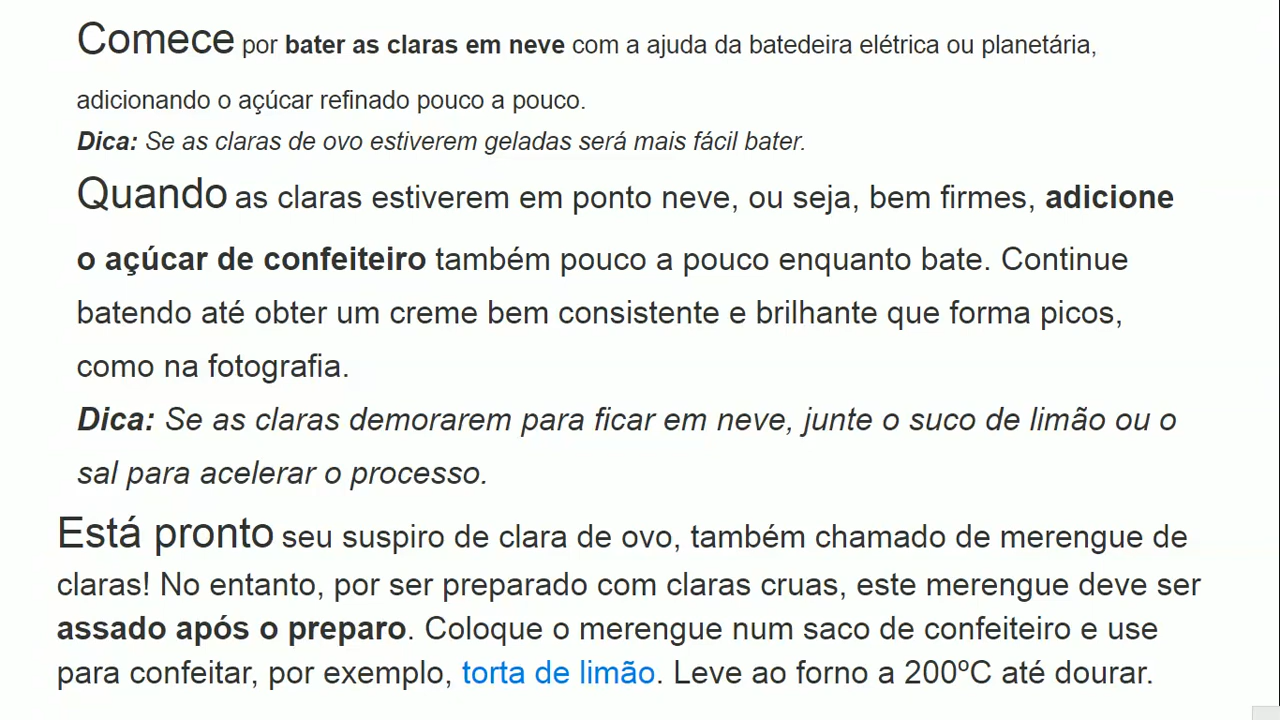 Comece por bater as claras em neve com a ajuda da batedeira elétrica ou planetária,
adicionando o açúcar refinado pouco a pouco.
Dica: Se as claras de ovo estiverem geladas será mais fácil bater.
Quando as claras estiverem em ponto neve, ou seja, bem firmes, adicione
o açúcar de confeiteiro também pouco a pouco enquanto bate. Continue
batendo até obter um creme bem consistente e brilhante que forma picos,
como na fotografia.
Dica: Se as claras demorarem para ficar em neve, junte o suco de limão ou o
sal para acelerar o processo.
Está pronto seu suspiro de clara de ovo, também chamado de merengue de
claras! No entanto, por ser preparado com claras cruas, este merengue deve ser
assado após o preparo. Coloque o merengue num saco de confeiteiro e use
para confeitar, por exemplo, torta de limão. Leve ao forno a 200ºC até dourar.